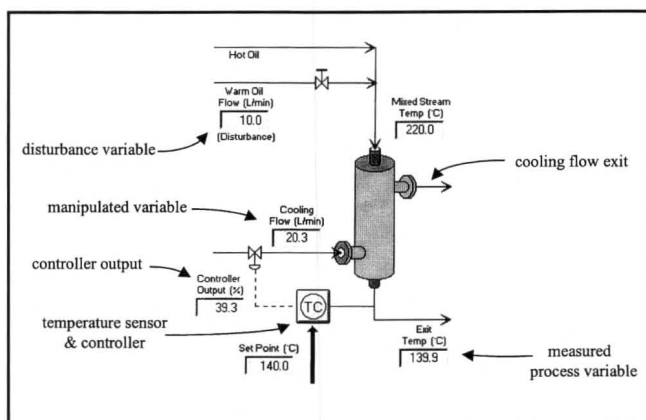 Hot Oil
Warm Oil
Flow (L/min)
10.0
(Disturbance)
Mixed Stream
Temp (°C)
220.0
disturbance variable
cooling flow exit
manipulated variable
Cooling
Flow (L/min)
20.3
controller output
Controller
Output (%)
39.3
TC
temperature sensor
& controller
Set Point (°C)
140.0
Exit
Temp (°C)
139.9
measured
process variable